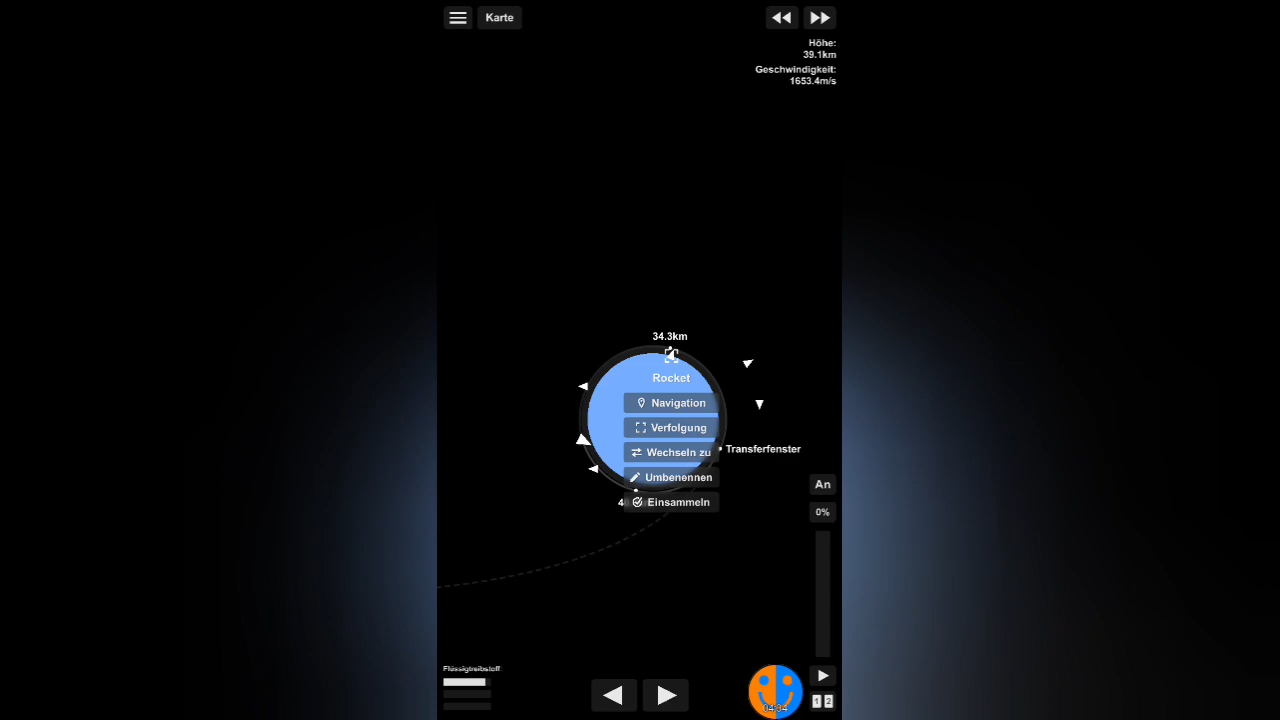 Karte
Höhe:
39.1km
Geschwindigkeit:
1653.4m/s
34.3km
Rocket
Navigation
Verfolgung
Wechseln zu
Transferfenster
Umbenennen
Einsammeln
An
0%
Flüssigtreibstoff:
1 2
04:34